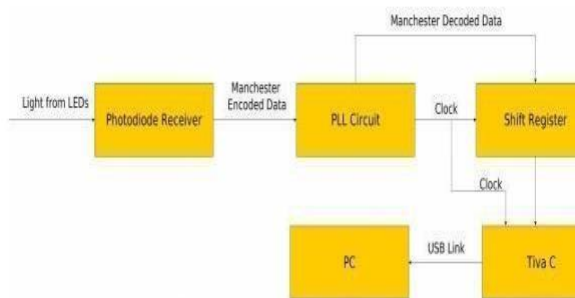 Manchester Decoded Data
Light from LEDs
Photodiode Receiver
Manchester
Encoded Data
PLL Circuit
Clock
Shift Register
Clock
PC
USB Link
Tiva C